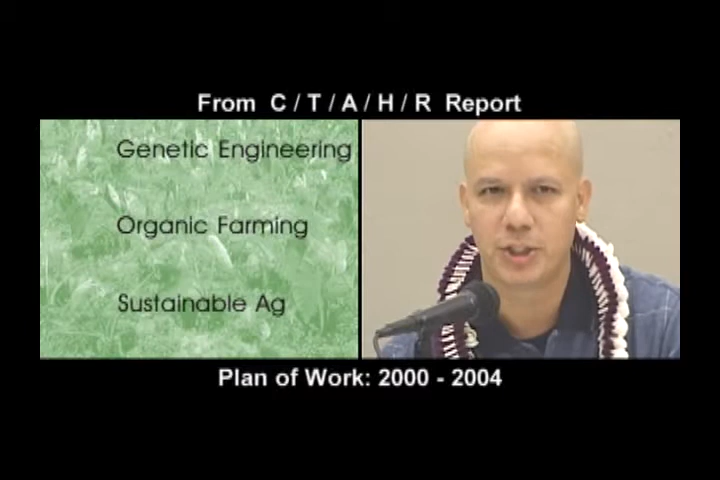 From C / T / A / H / R Report
Genetic Engineering
Organic Farming
Sustainable Ag
Plan of Work: 2000 - 2004